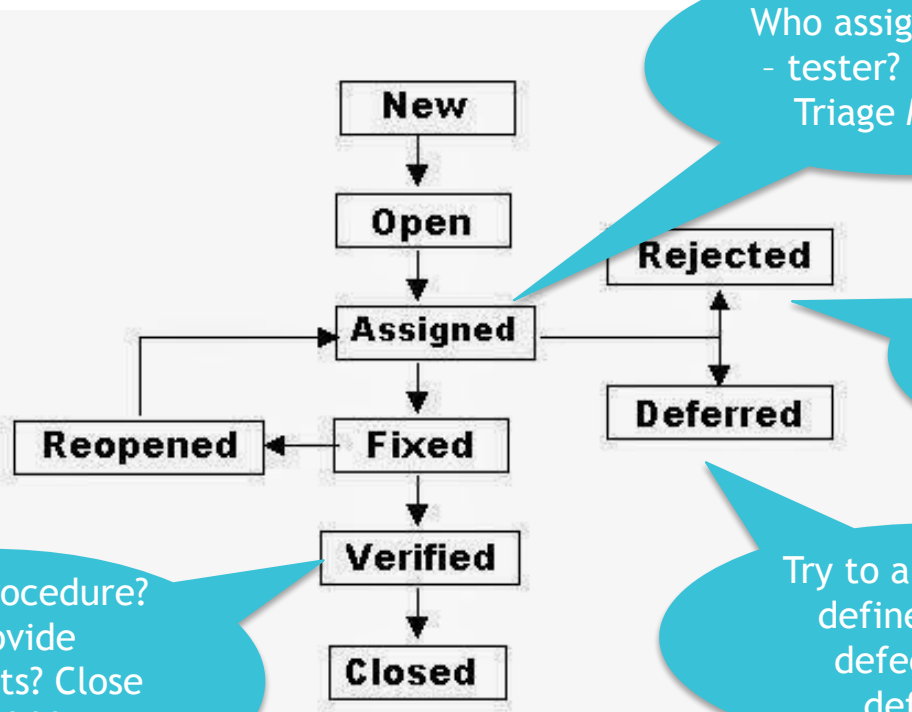 Who assig
– tester?
Triage
New
Open
Rejected
Assigned
Deferred
Reopened
Fixed
Verified
Closed
ocedure?
ovide
ts? Close
Try to a
define
defec
def